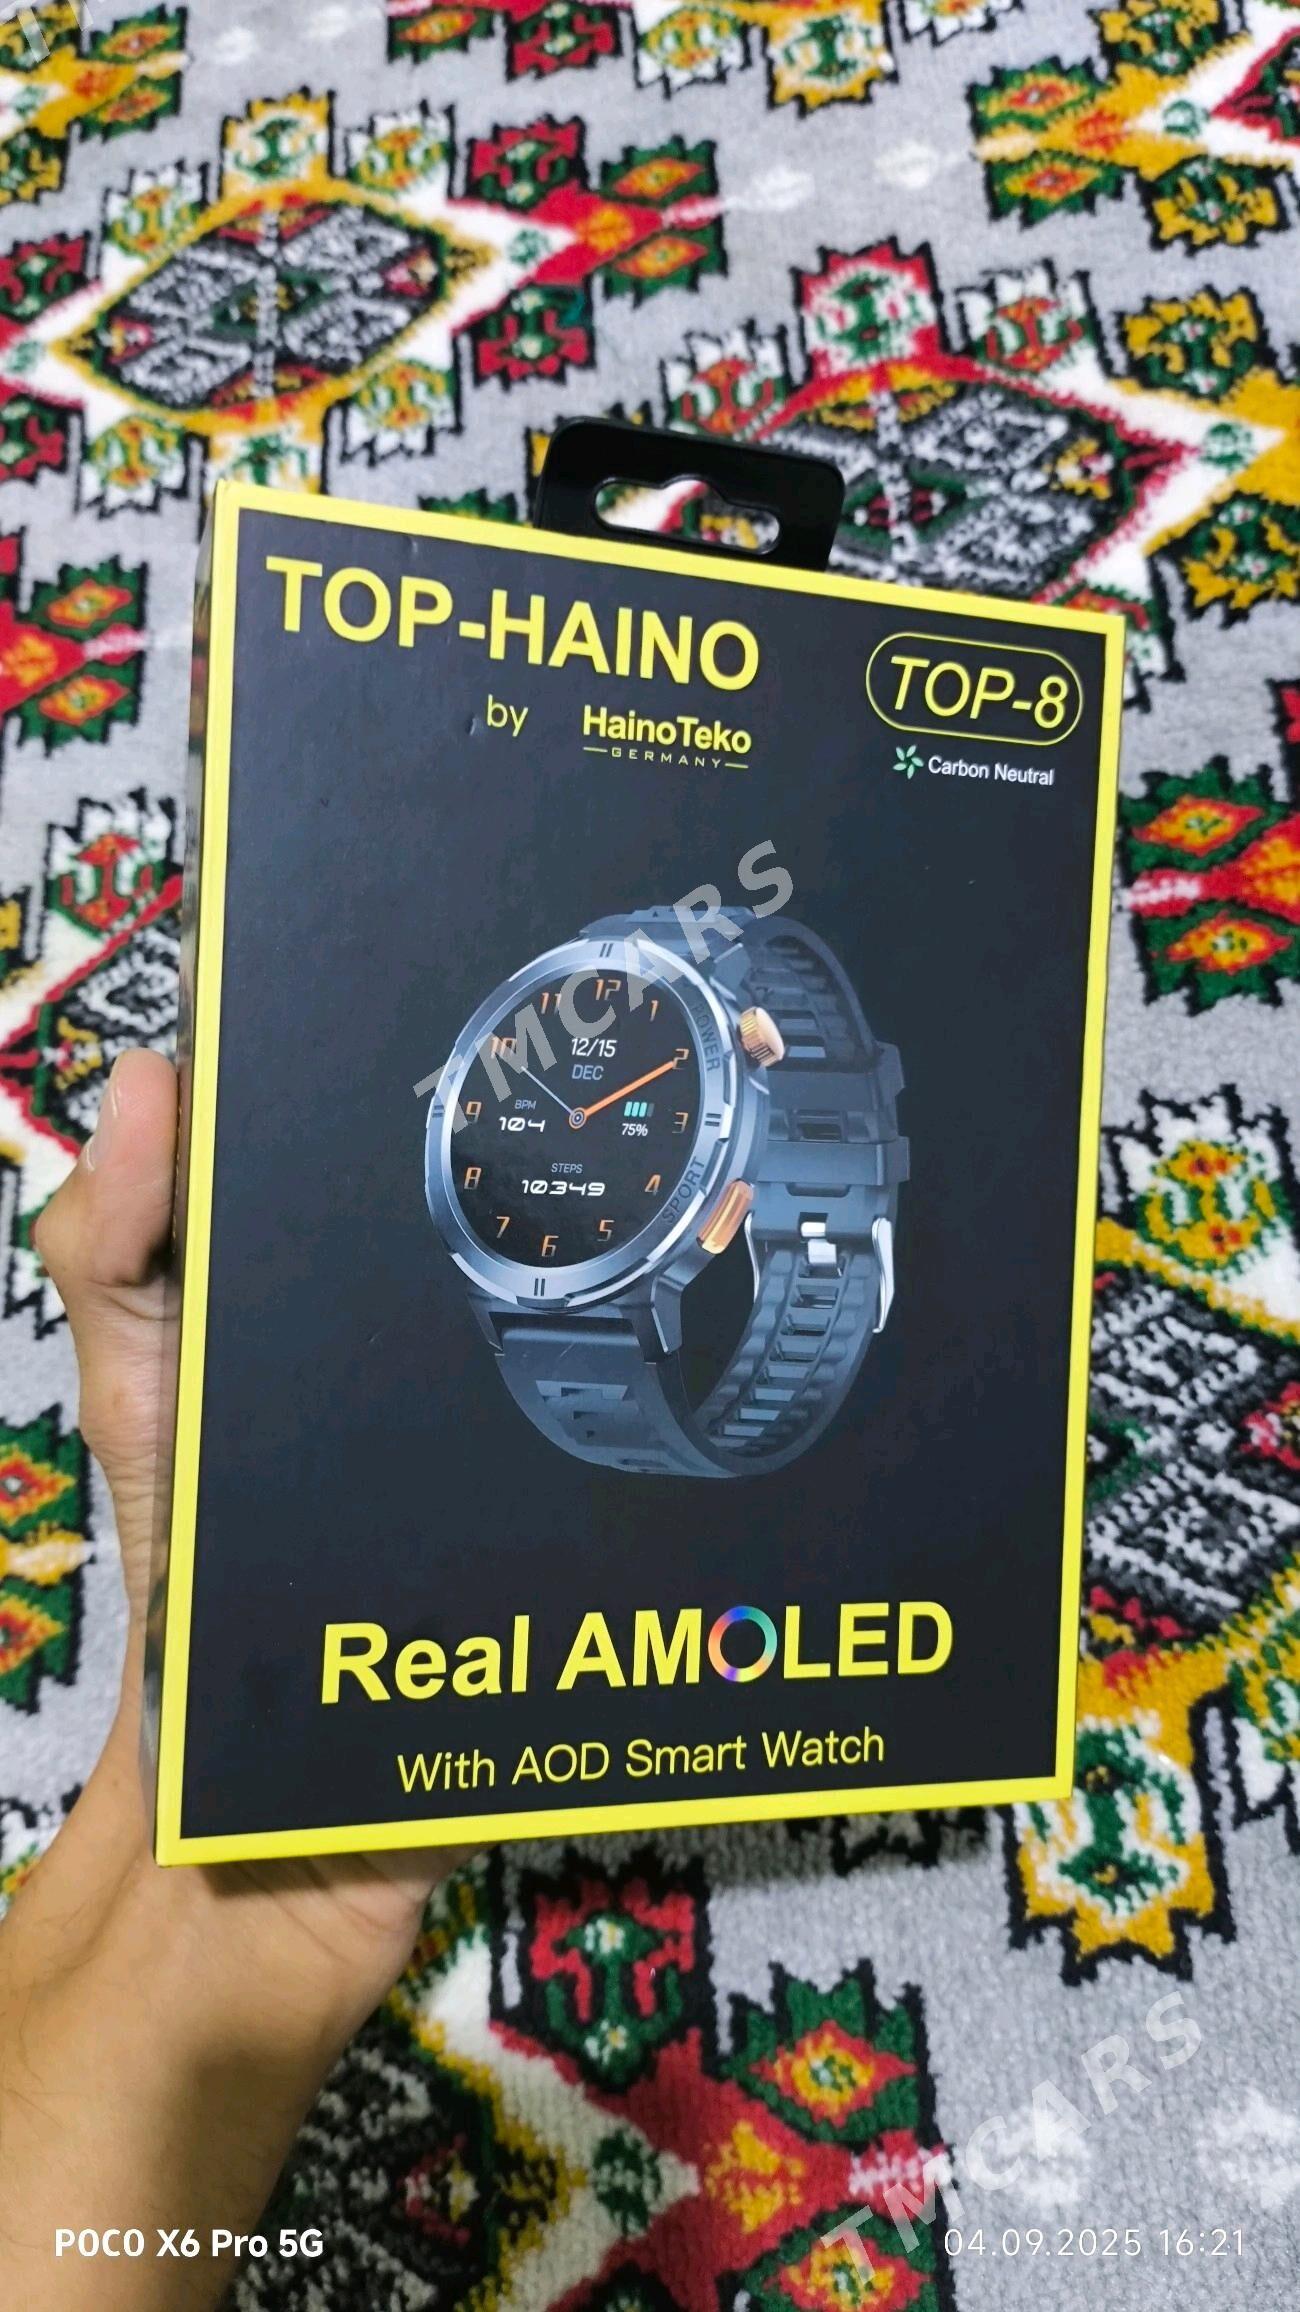 TOP-HAINO
by HainoTeko
GERMANY
TOP-8
Carbon Neutral
TMCARS
12
11
1
10
12/15
DEC
2
POWER
9
BPM
104
75%
3
STEPS
10349
8
4
SPORT
7
5
6
Real AMOLED
With AOD Smart Watch
TMCARS
POCO X6 Pro 5G
04.09.2025 16:21